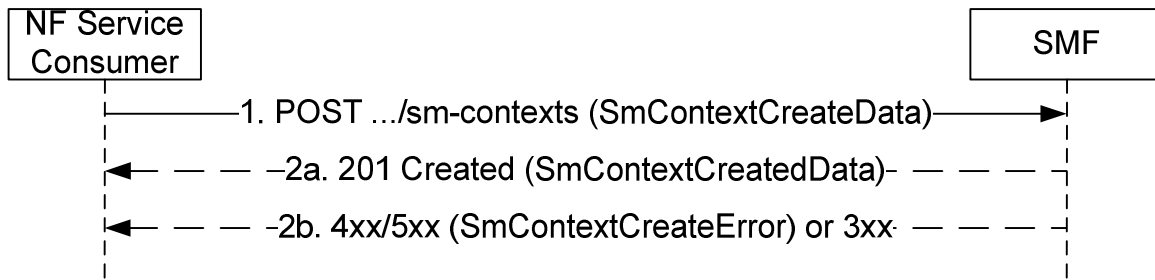 NF Service
Consumer
SMF
1. POST .../sm-contexts (SmContextCreateData)
2a. 201 Created (SmContextCreatedData)
2b. 4xx/5xx (SmContextCreateError) or 3xx